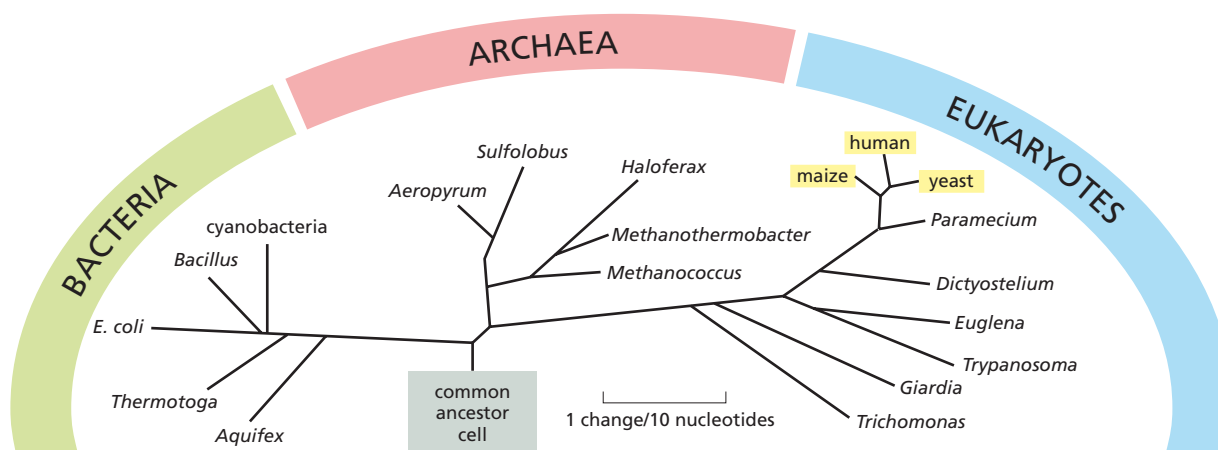 BACTERIA
ARCHAEA
EUKARYOTES
human
maize
yeast
Sulfolobus
Haloferax
Aeropyrum
cyanobacteria
Methanothermobacter
Paramecium
Bacillus
Methanococcus
Dictyostelium
E. coli
Euglena
Trypanosoma
Thermotoga
common
ancestor
cell
Giardia
1 change/10 nucleotides
Trichomonas
Aquifex